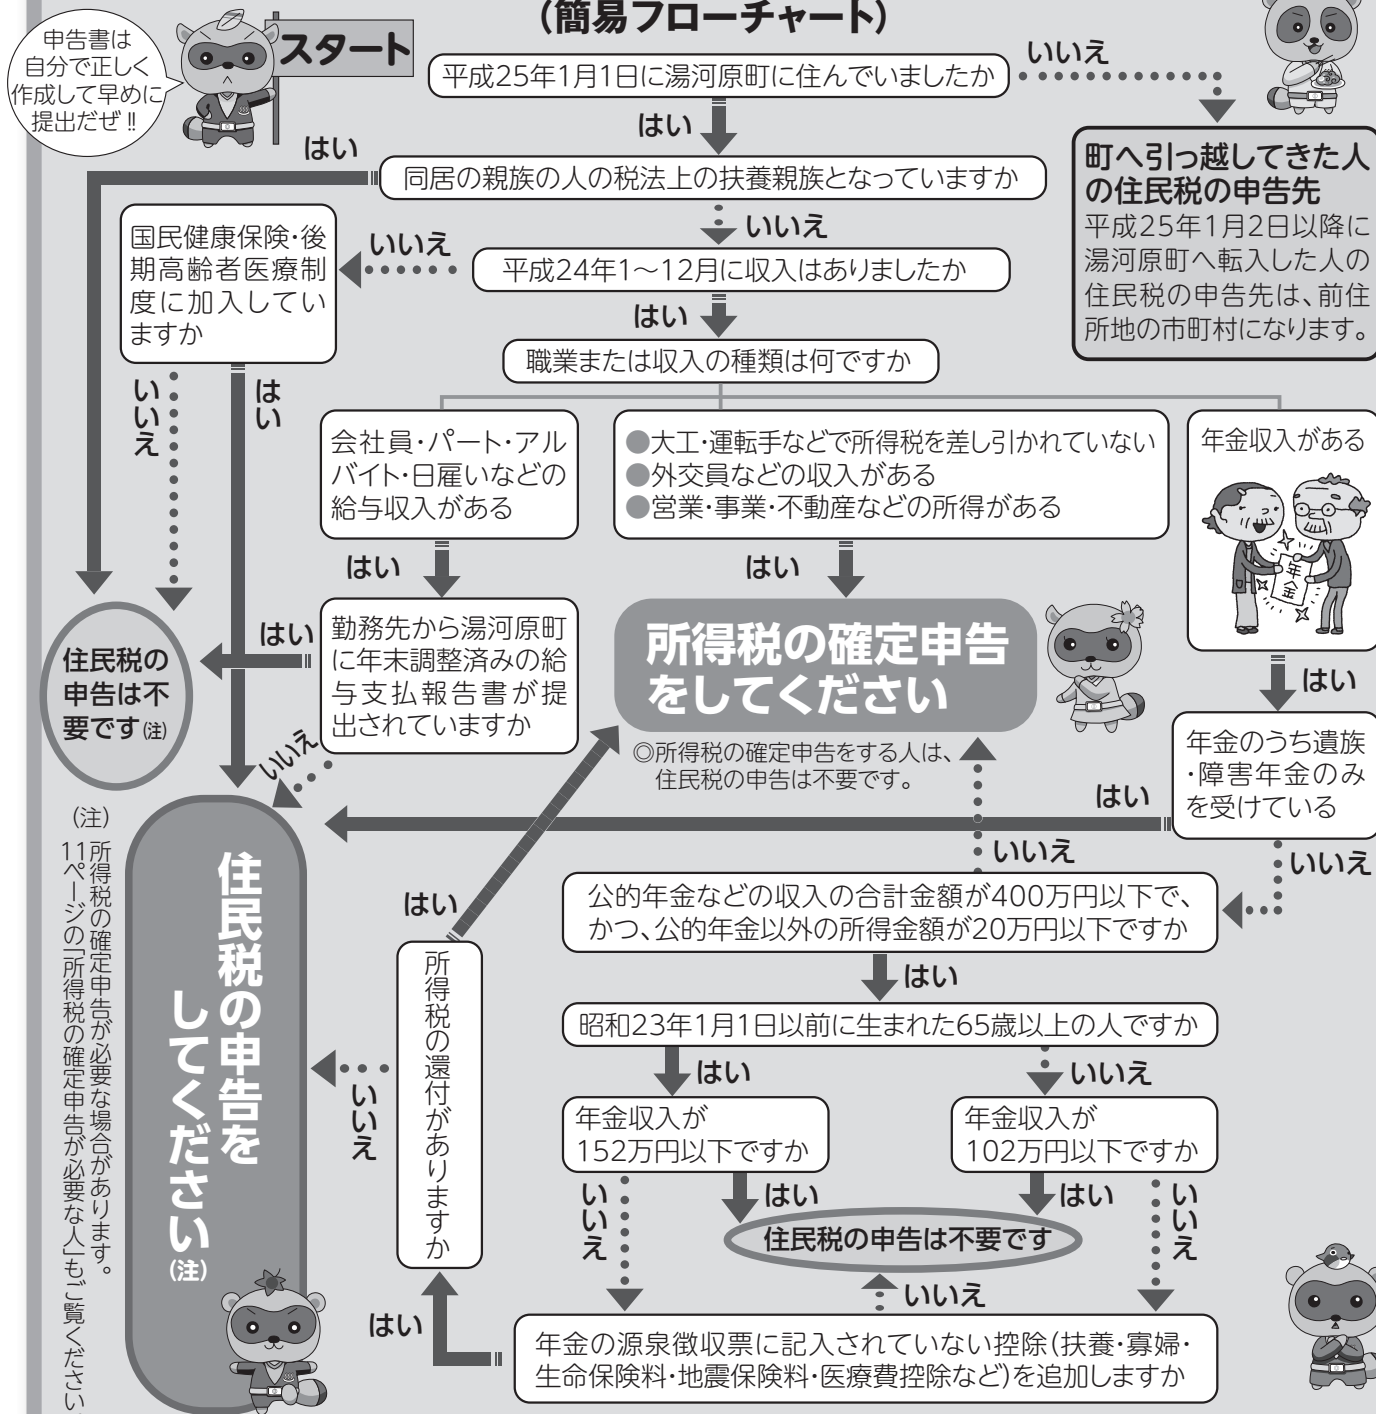 (簡易フローチャート)
申告書は
自分で正しく
作成して早めに
提出だぜ!!
スタート
平成25年1月1日に湯河原町に住んでいましたか
いいえ
はい
町へ引っ越してきた人
の住民税の申告先
平成25年1月2日以降に
湯河原町へ転入した人の
住民税の申告先は、前住
所地の市町村になります。
はい
同居の親族の人の税法上の扶養親族となっていますか
いいえ
平成24年1～12月に収入はありましたか
いいえ
国民健康保険・後
期高齢者医療制
度に加入してい
ますか
いいえ
はい
はい
職業または収入の種類は何ですか
会社員・パート・アル
バイト・日雇いなどの
給与収入がある
●大工・運転手などで所得税を差し引かれていない
●外交員などの収入がある
●営業・事業・不動産などの所得がある
年金収入がある
年金
はい
はい
はい
勤務先から湯河原町
に年末調整済みの給
与支払報告書が提
出されていますか
はい
いいえ
住民税の
申告は不
要です(注)
所得税の確定申告
をしてください
◎所得税の確定申告をする人は、
住民税の申告は不要です。
年金のうち遺族
・障害年金のみ
を受けている
はい
いいえ
いいえ
公的年金などの収入の合計金額が400万円以下で、
かつ、公的年金以外の所得金額が20万円以下ですか
はい
昭和23年1月1日以前に生まれた65歳以上の人ですか
はい
いいえ
年金収入が
152万円以下ですか
年金収入が
102万円以下ですか
いいえ
はい
はい
いいえ
住民税の申告は不要です
いいえ
年金の源泉徴収票に記入されていない控除(扶養・寡婦・
生命保険料・地震保険料・医療費控除など)を追加しますか
はい
所得税の還付がありますか
はい
いいえ
住民税の申告を
してください(注)
(注)
所得税の確定申告が必要な場合があります。
11ページの「所得税の確定申告が必要な人」もご覧ください